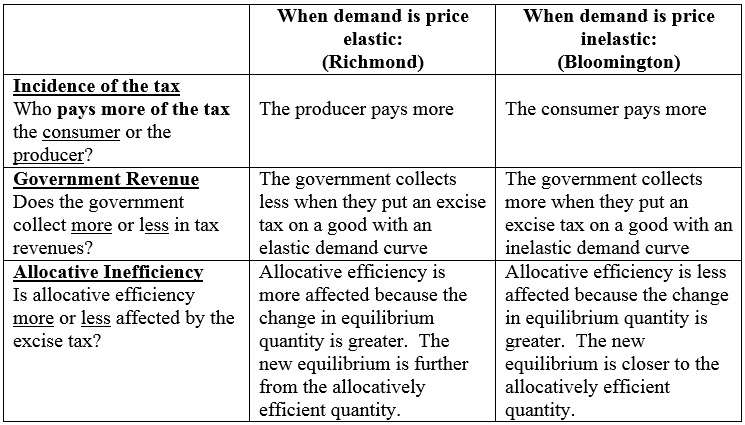 When demand is price
elastic:
(Richmond)
When demand is price
inelastic:
(Bloomington)
Incidence of the tax
Who pays more of the tax
the consumer or the
producer?
The producer pays more
The consumer pays more
Government Revenue
Does the government
collect more or less in tax
revenues?
The government collects
less when they put an excise
tax on a good with an
elastic demand curve
The government collects
more when they put an
excise tax on a good with an
inelastic demand curve
Allocative Inefficiency
Is allocative efficiency
more or less affected by the
excise tax?
Allocative efficiency is
more affected because the
change in equilibrium
quantity is greater.  The
new equilibrium is further
from the allocatively
efficient quantity.
Allocative efficiency is less
affected because the change
in equilibrium quantity is
greater.  The new
equilibrium is closer to the
allocatively efficient
quantity.